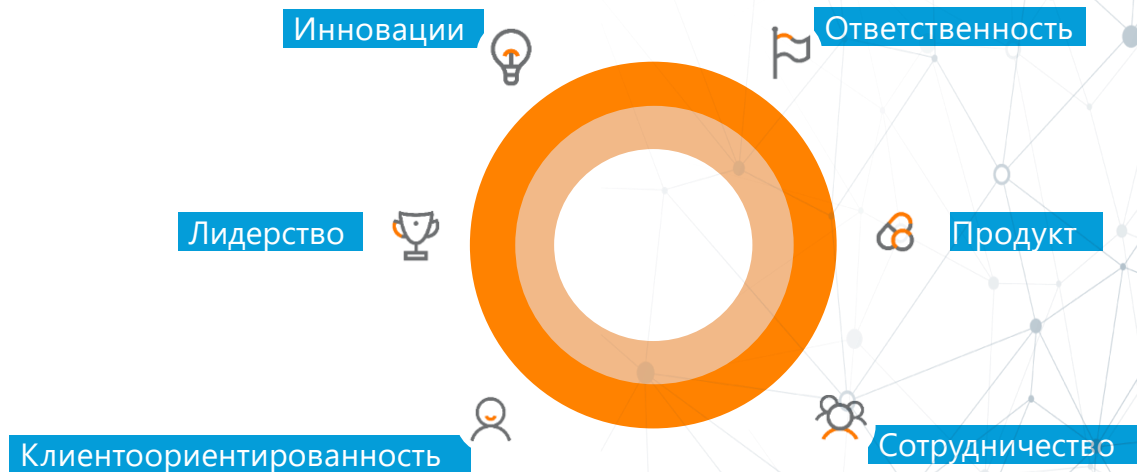 Инновации
Ответственность
Лидерство
Продукт
Клиентоориентированность
Сотрудничество